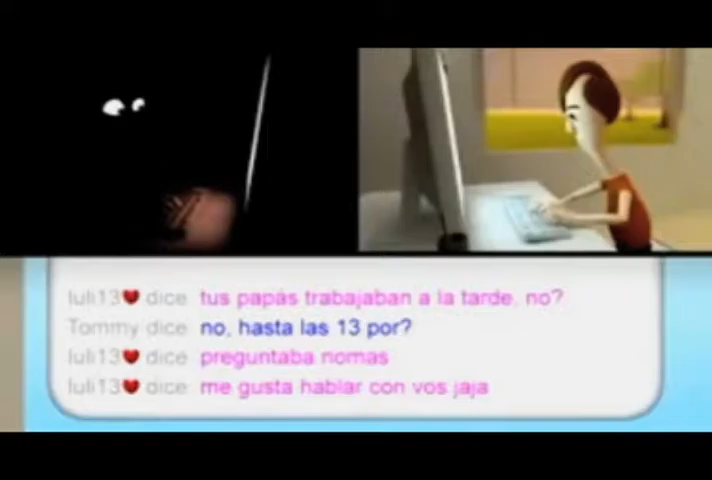 luli13❤ dice tus papás trabajaban a la tarde, no?
Tommy dice no, hasta las 13 por?
luli13❤ dice preguntaba nomas
luli13❤ dice me gusta hablar con vos jaja